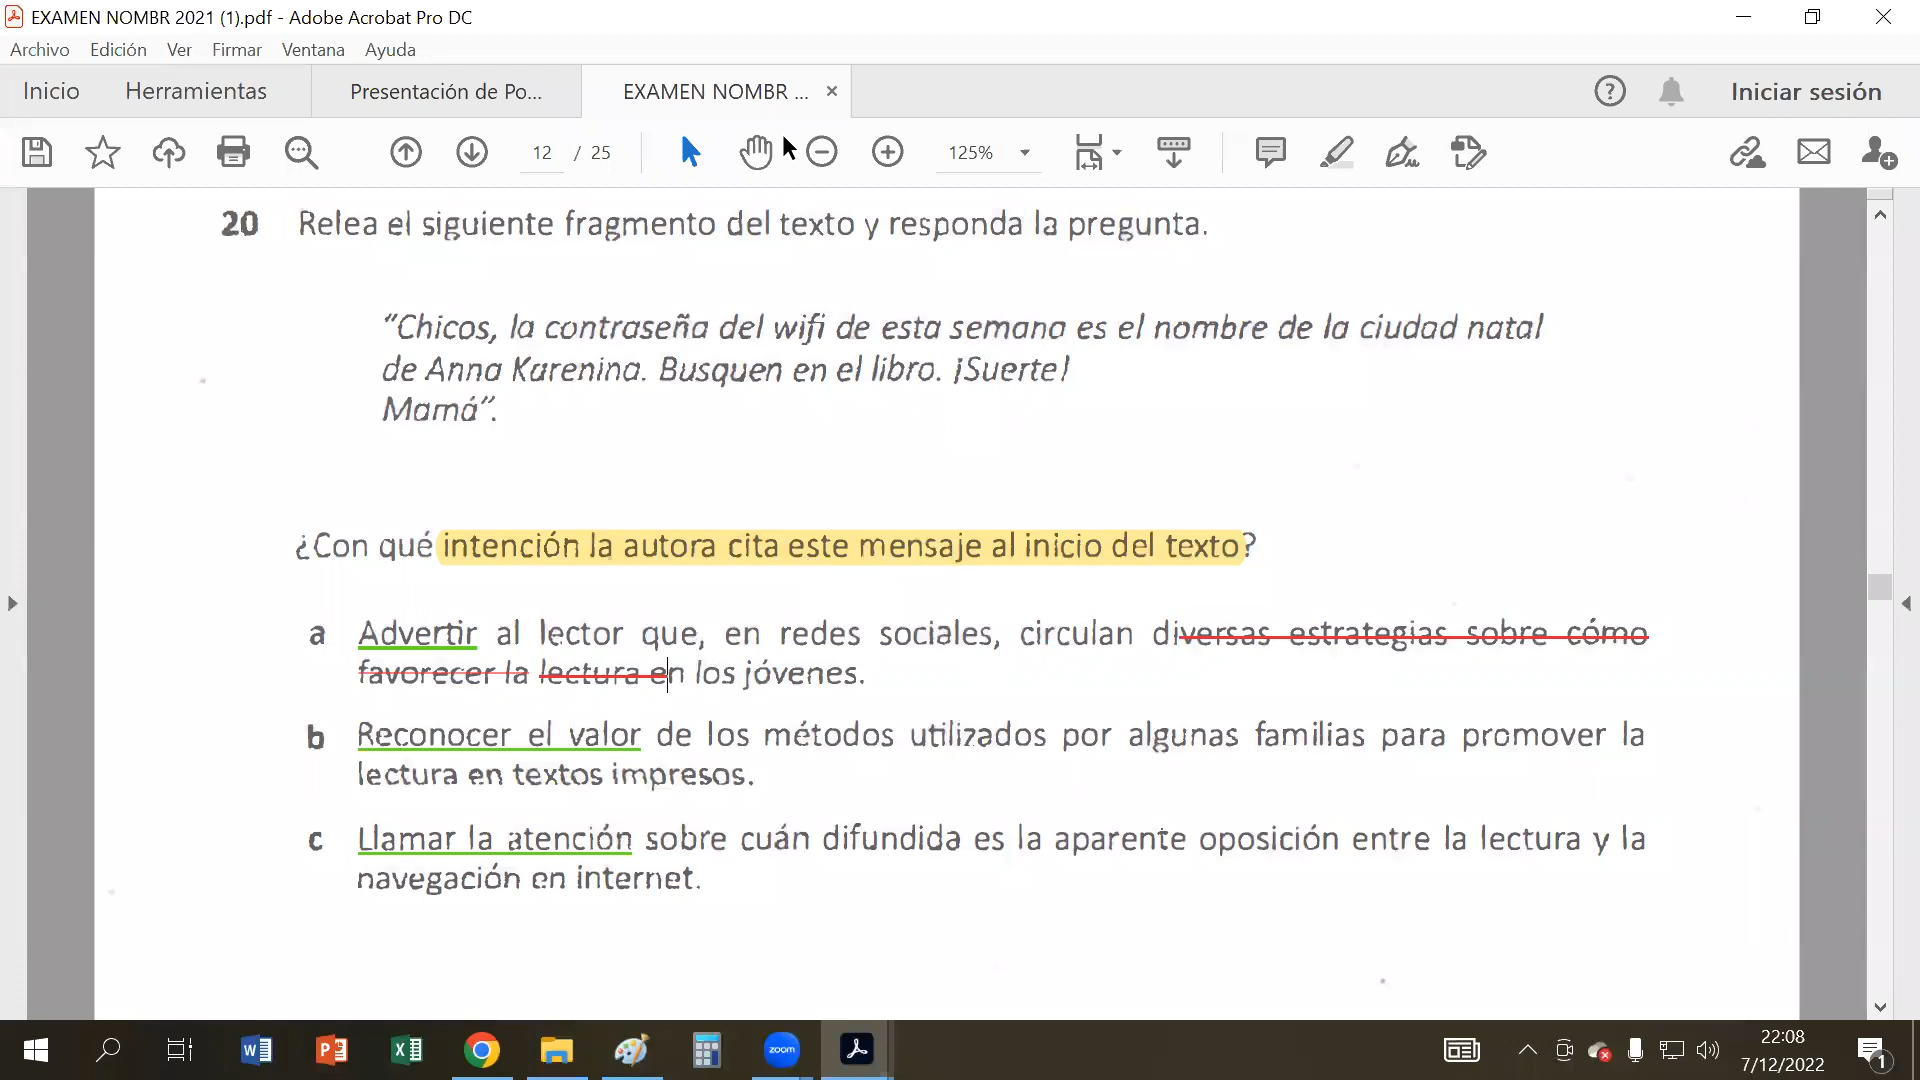 EXAMEN NOMBR 2021 (1).pdf - Adobe Acrobat Pro DC
Archivo Edición Ver Firmar Ventana Ayuda
Inicio Herramientas Presentación de Po... EXAMEN NOMBR ... × Iniciar sesión
12 / 25 125%
20 Relea el siguiente fragmento del texto y responda la pregunta.
“Chicos, la contraseña del wifi de esta semana es el nombre de la ciudad natal
de Anna Karenina. Busquen en el libro. ¡Suerte!
Mamá”.
¿Con qué intención la autora cita este mensaje al inicio del texto?
a Advertir al lector que, en redes sociales, circulan diversas estrategias sobre cómo
favorecer la lectura en los jóvenes.
b Reconocer el valor de los métodos utilizados por algunas familias para promover la
lectura en textos impresos.
c Llamar la atención sobre cuán difundida es la aparente oposición entre la lectura y la
navegación en internet.
zoom
22:08
7/12/2022
1